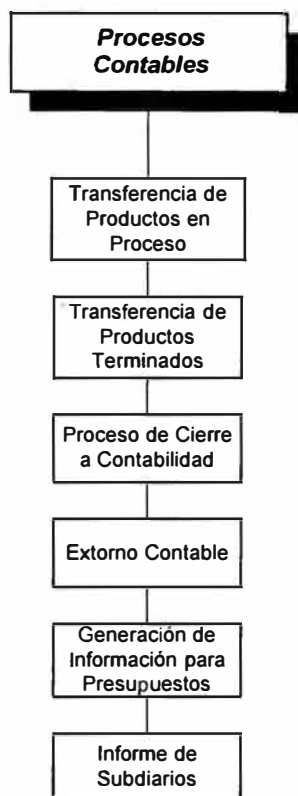 Procesos
Contables
Transferencia de
Productos en
Proceso
Transferencia de
Productos
Terminados
Proceso de Cierre
a Contabilidad
Extorno Contable
Generación de
Información para
Presupuestos
Informe de
Subdiarios